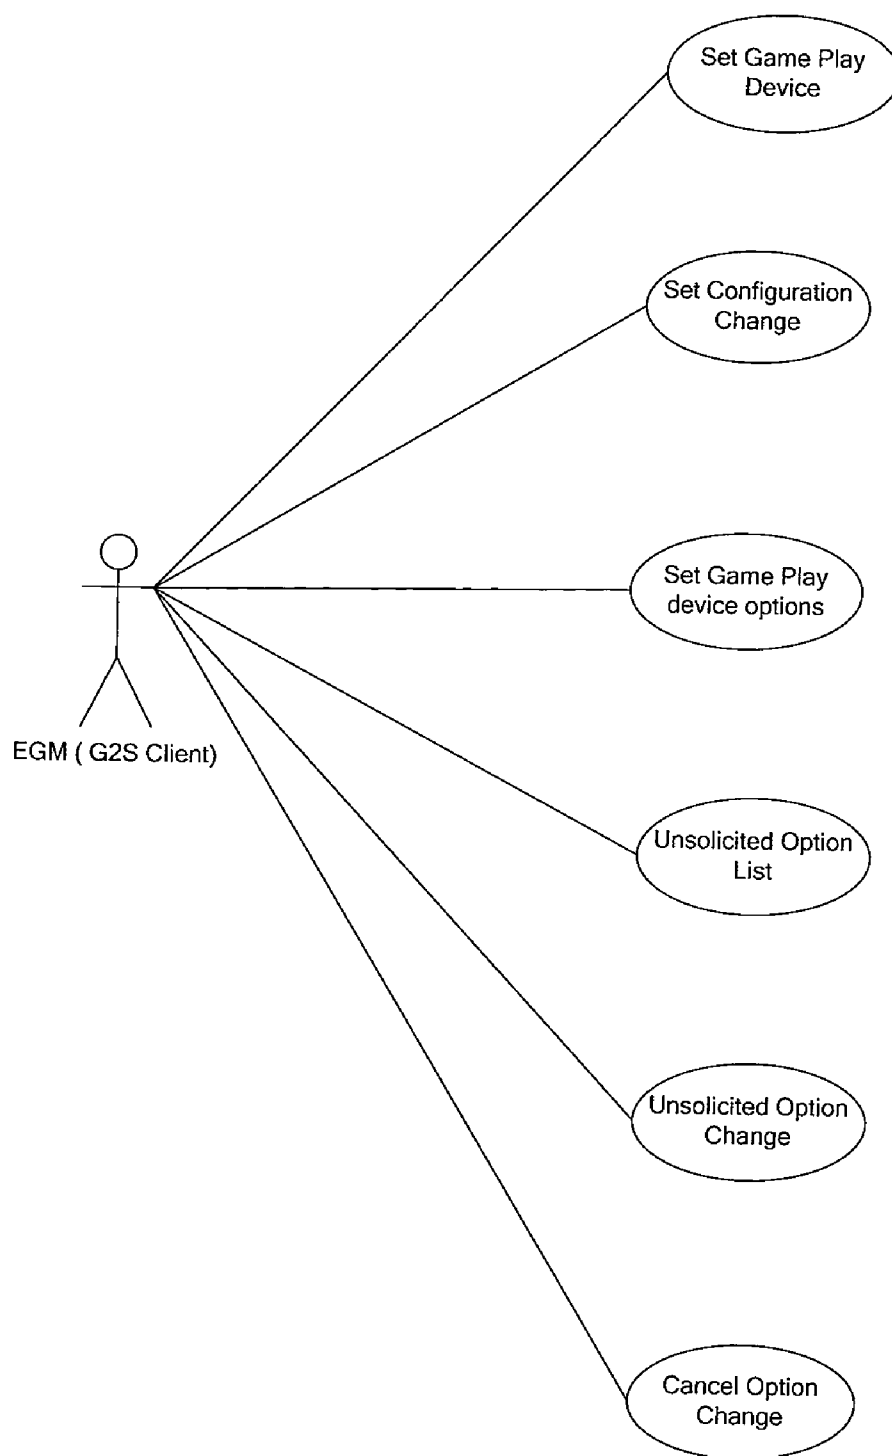 Set Game Play
Device
Set Configuration
Change
Set Game Play
device options
EGM ( G2S Client)
Unsolicited Option
List
Unsolicited Option
Change
Cancel Option
Change